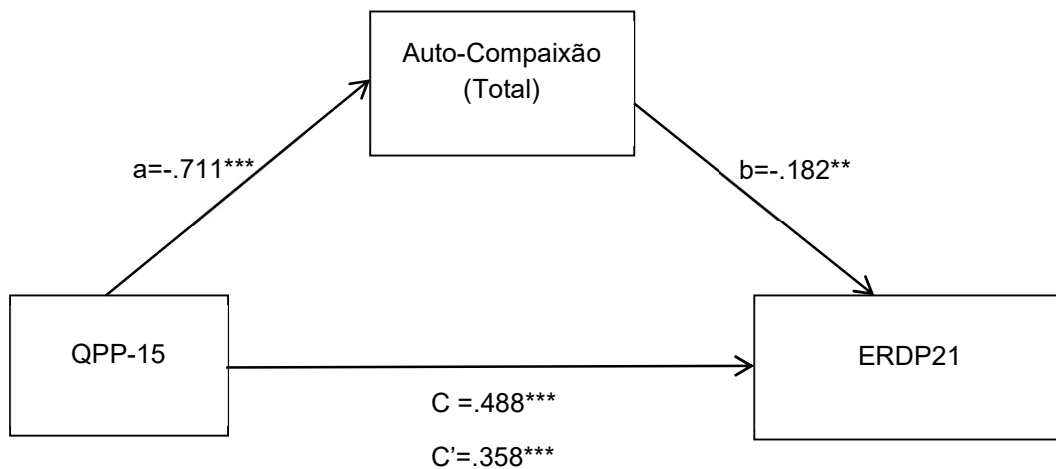 Auto-Compaixão
(Total)
a=-.711***
b=-.182**
QPP-15
ERDP21
C =.488***
C’=.358***